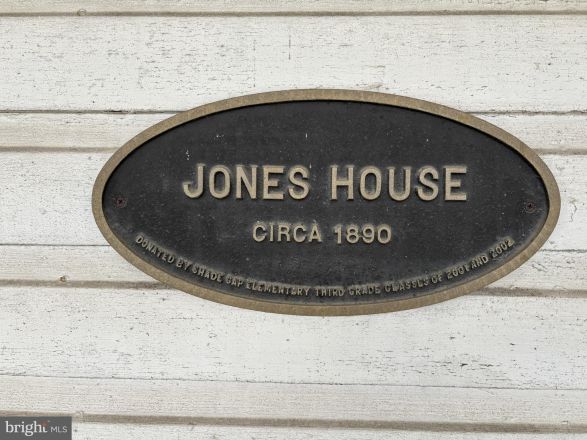 JONES HOUSE
CIRCA 1890
DONATED BY SHADE GAP ELEMENTARY THIRD GRADE CLASSES OF 2001 AND 2002
bright MLS